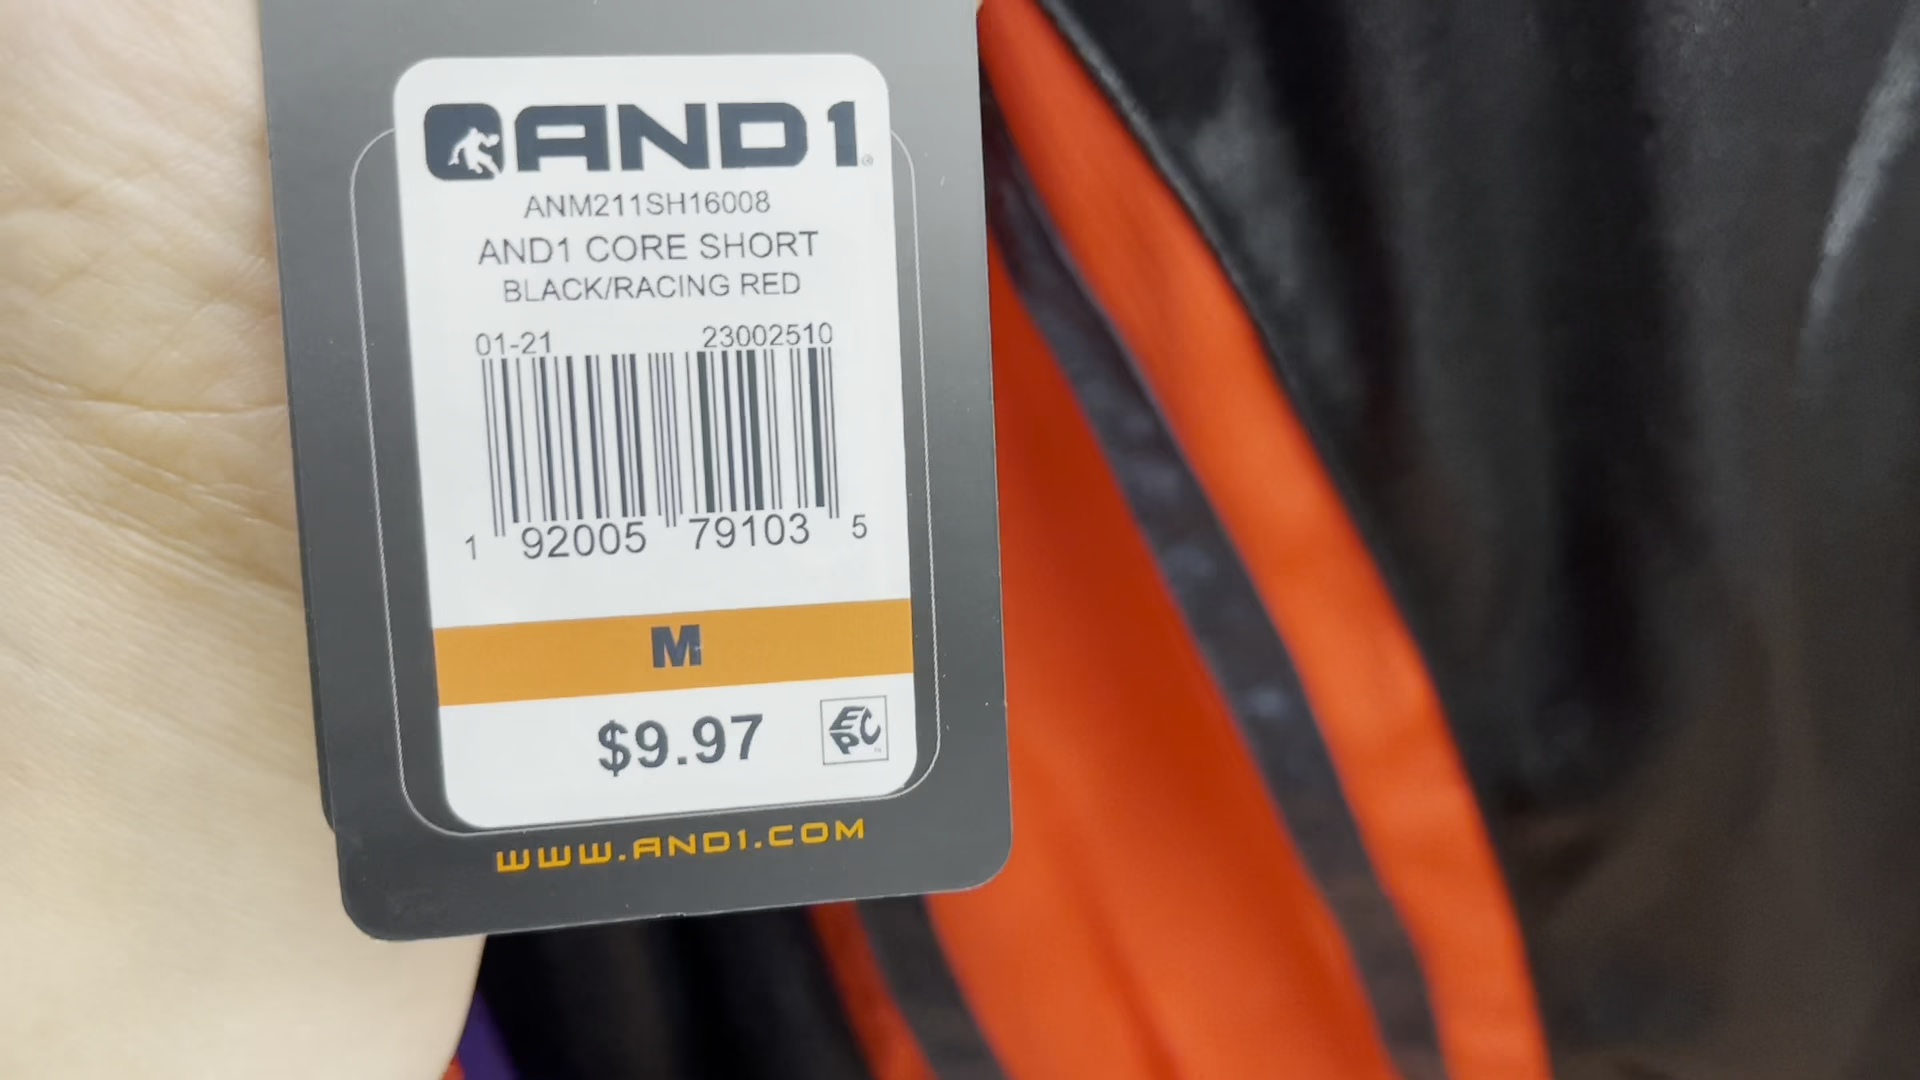 AND1®
ANM211SH16008
AND1 CORE SHORT
BLACK/RACING RED
01-21 23002510
1 92005 79103 5
M
$9.97
EPC
WWW.AND1.COM